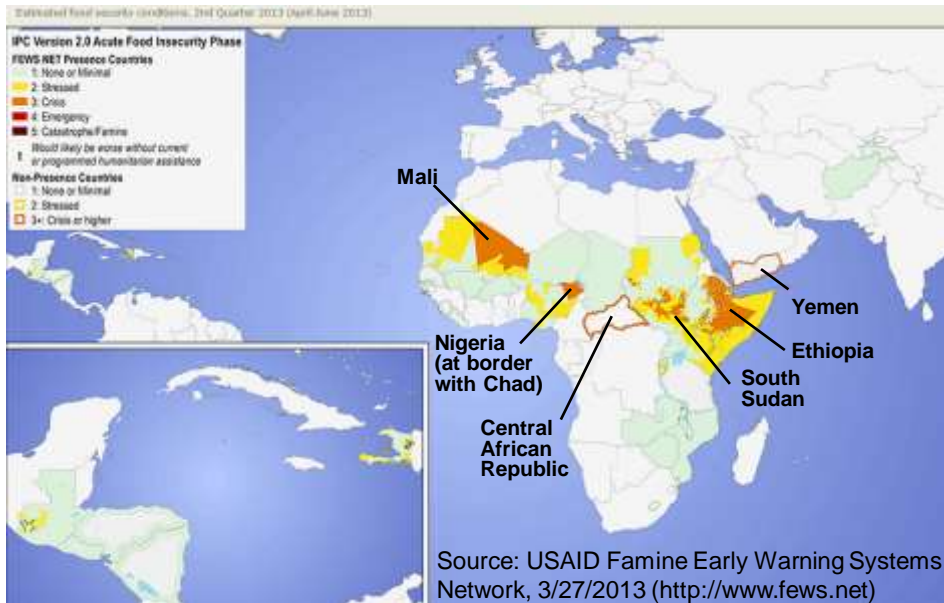 Estimated food security conditions, 2nd Quarter 2013 (April-June 2013)
IPC Version 2.0 Acute Food Insecurity Phase
FEWS NET Presence Countries
1: None or Minimal
2: Stressed
3: Crisis
4: Emergency
5: Catastrophe/Famine
! Would likely be worse without current
or programmed humanitarian assistance
Non-Presence Countries
1: None or Minimal
2: Stressed
3+: Crisis or higher
Mali
Yemen
Nigeria
(at border
with Chad)
Ethiopia
South
Sudan
Central
African
Republic
Source: USAID Famine Early Warning Systems
Network, 3/27/2013 (http://www.fews.net)